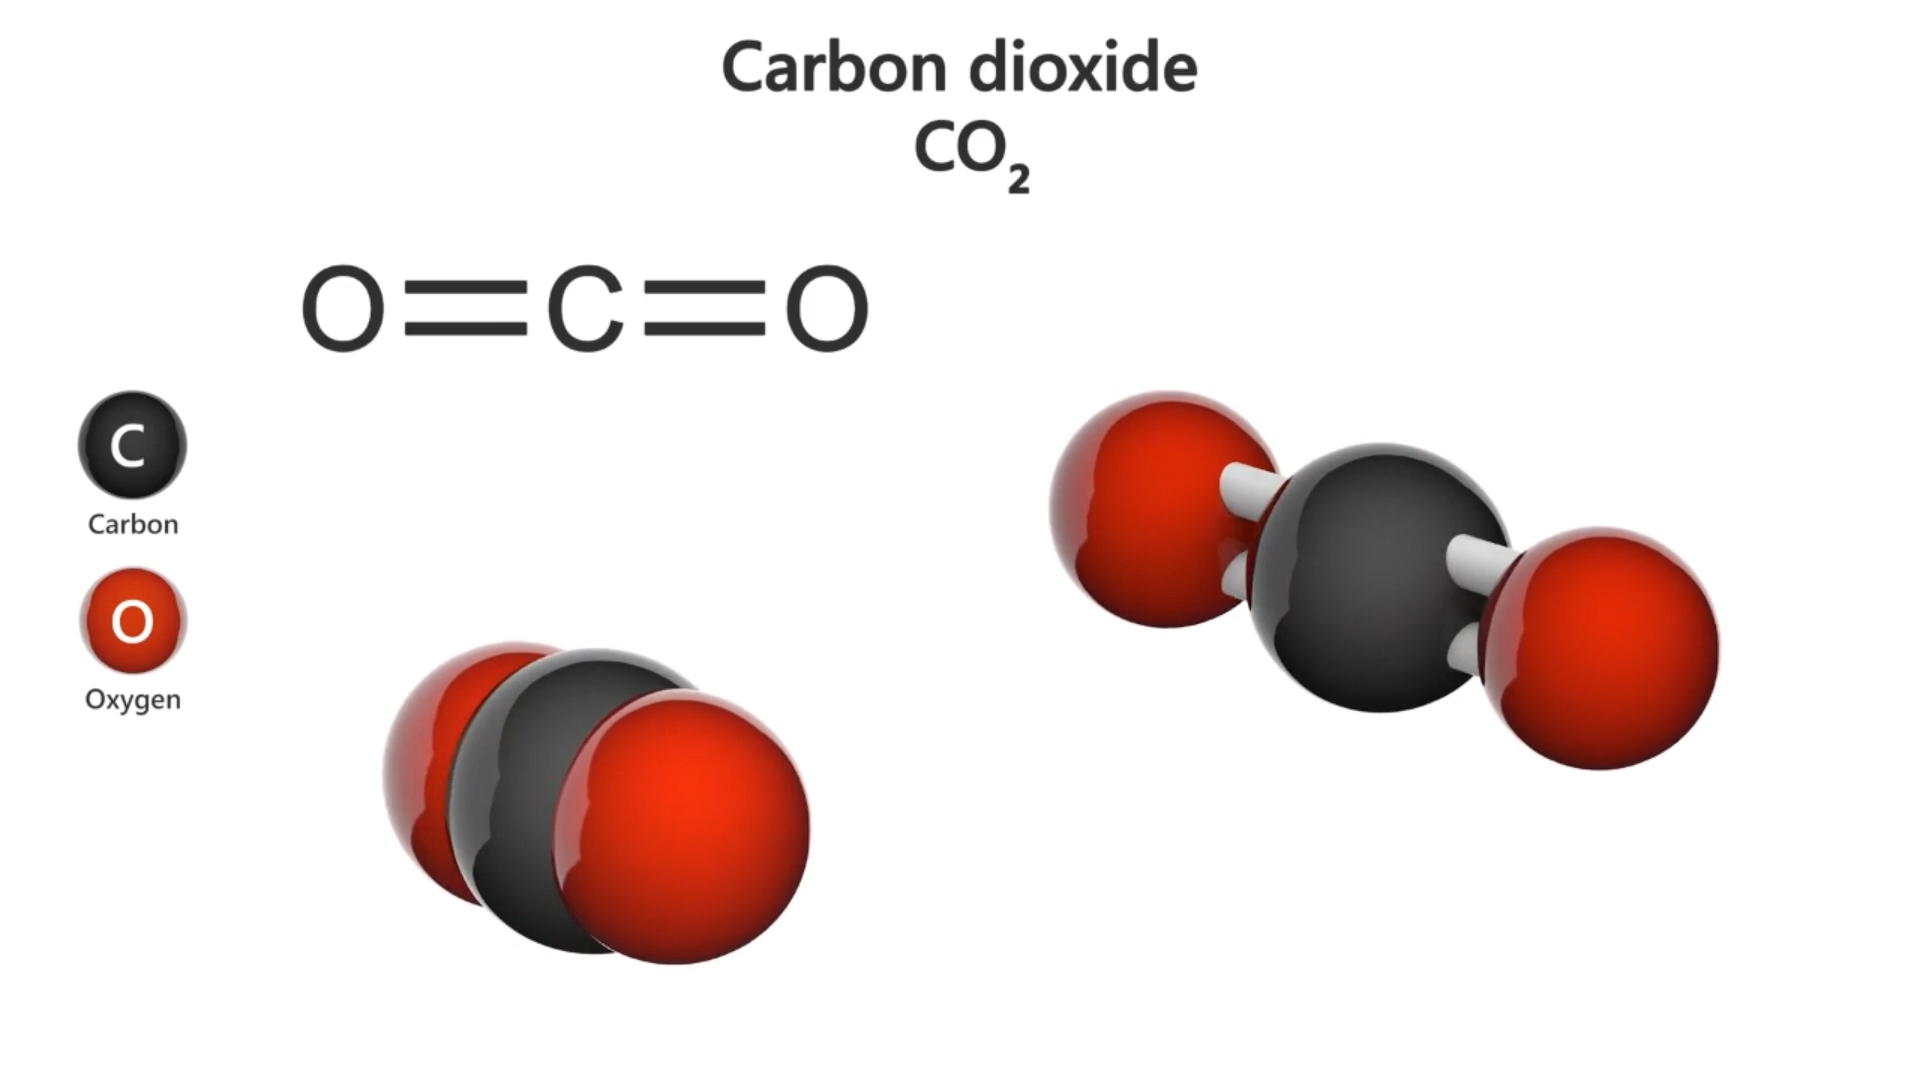 Carbon dioxide
CO₂
O=C=O
C
Carbon
O
Oxygen